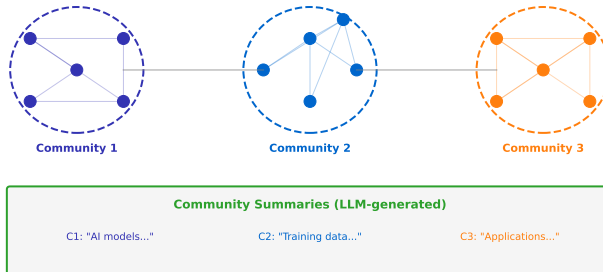 Community 1
Community 2
Community 3
Community Summaries (LLM-generated)
C1: "AI models..."
C2: "Training data..."
C3: "Applications..."